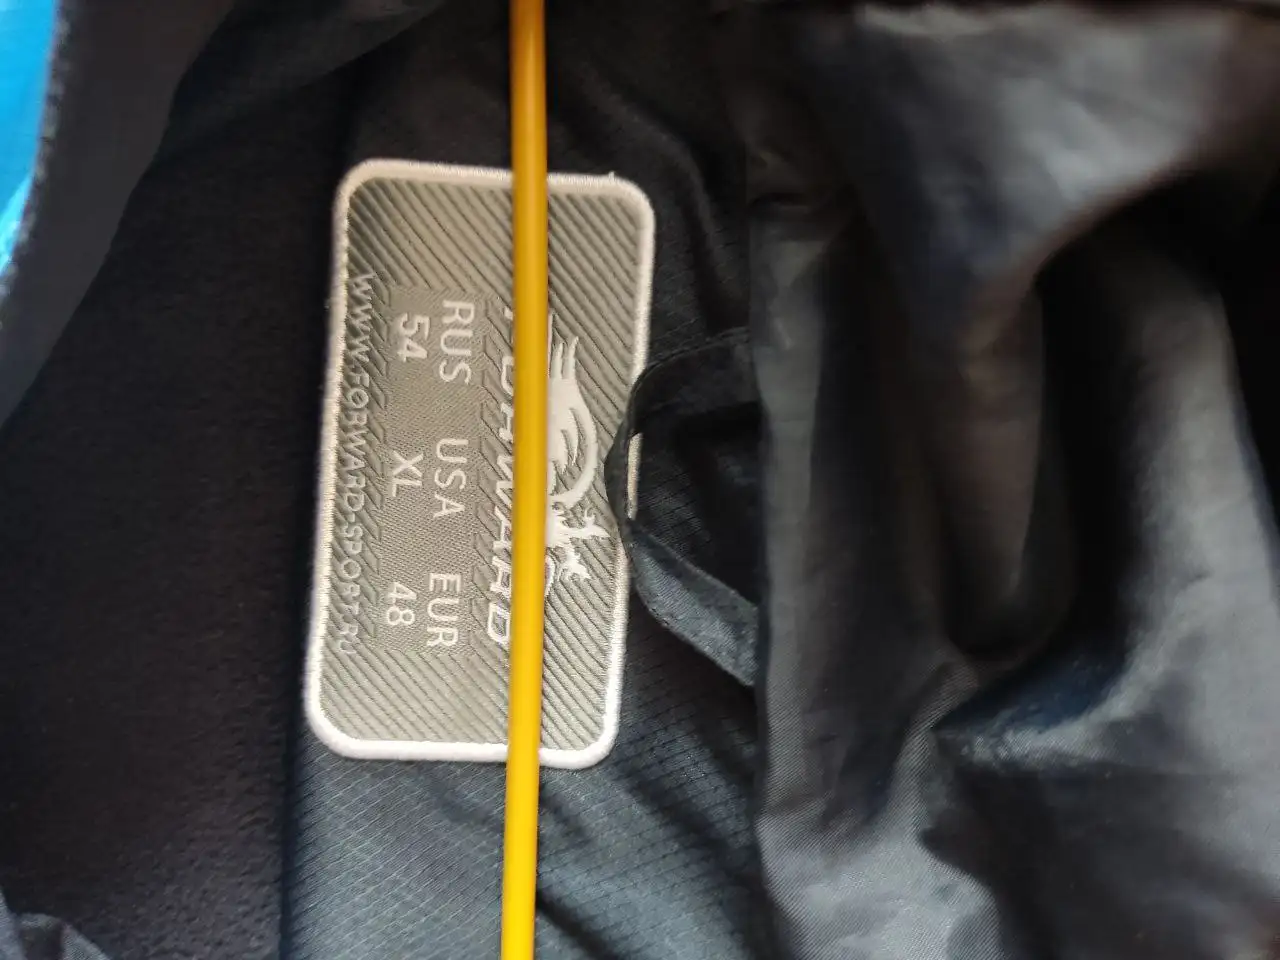 FORWARD
RUS USA EUR
54 XL 48
WWW.FORWARD-SPORT.RU